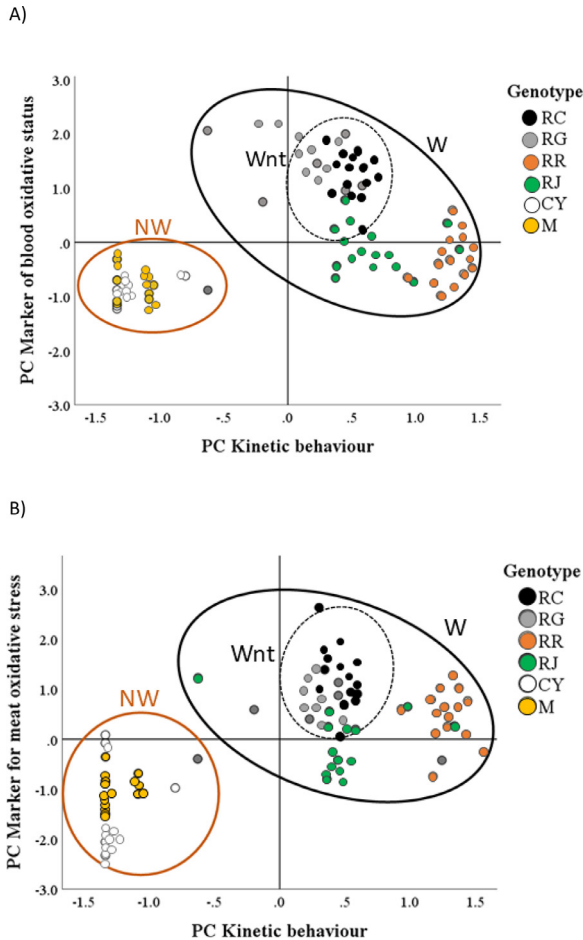 A)
PC Marker of blood oxidative status
3.0
2.0
1.0
.0
-1.0
2.0
-3.0
Wnt
W
NW
-1.5
-1.0
-.5
.0
.5
1.0
1.5
PC Kinetic behaviour
Genotype
RC
RG
RR
RJ
CY
M
B)
PC Marker for meat oxidative stress
3.0
2.0
1.0
.0
-1.0
-2.0
-3.0
Wnt
W
NW
-1.5
-1.0
-.5
.0
.5
1.0
1.5
PC Kinetic behaviour
Genotype
RC
RG
RR
RJ
CY
M